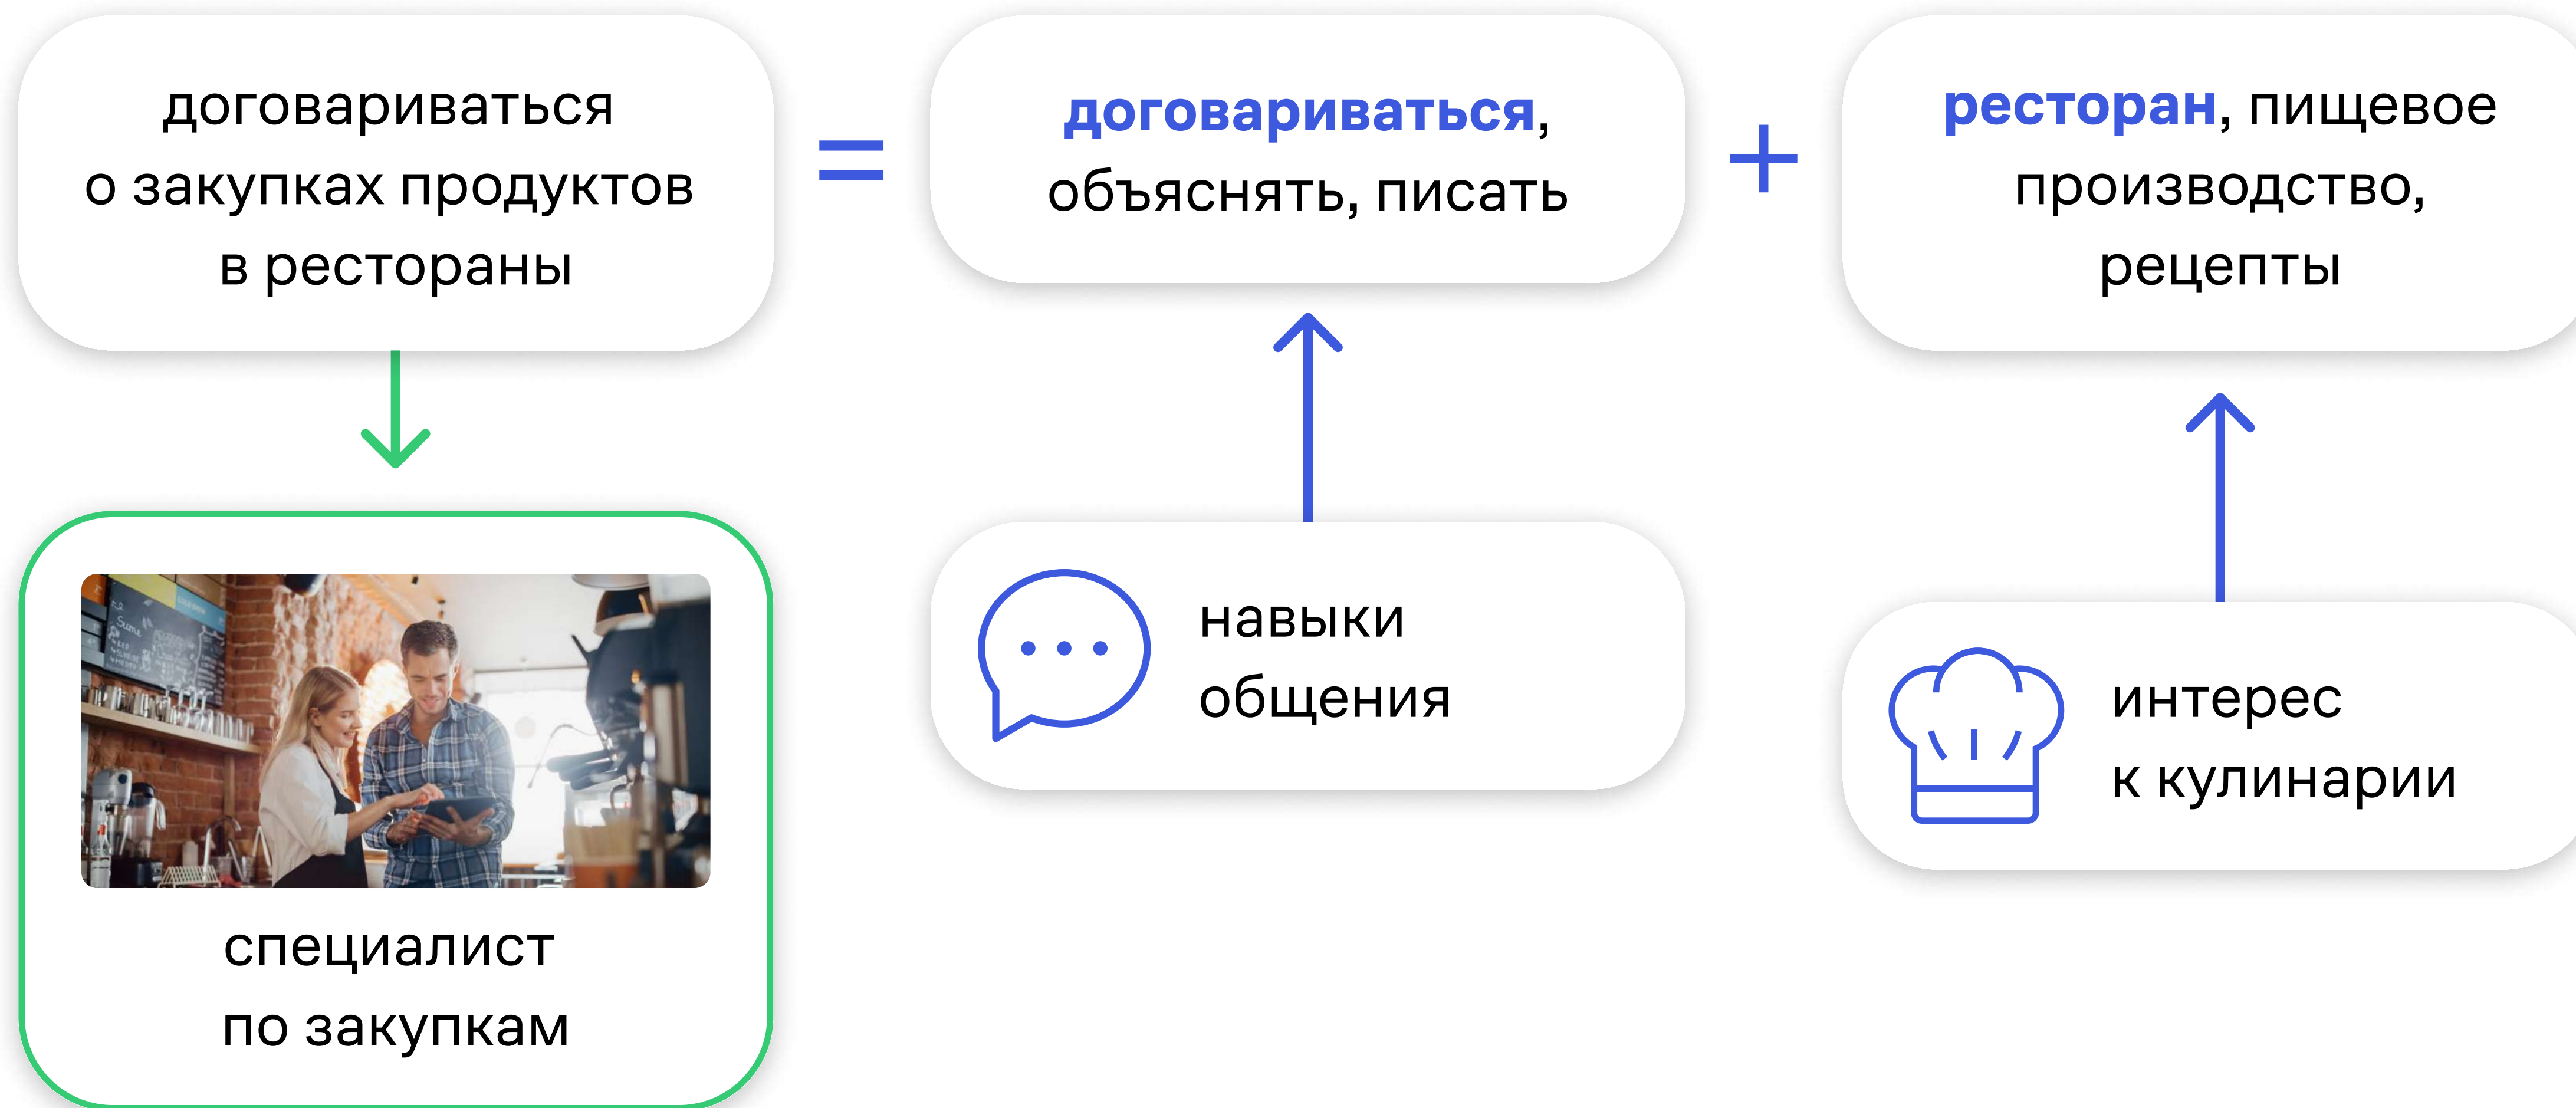 договариваться
о закупках продуктов
в рестораны
=
договариваться,
объяснять, писать
+
ресторан, пищевое
производство,
рецепты
навыки
общения
интерес
к кулинарии
специалист
по закупкам